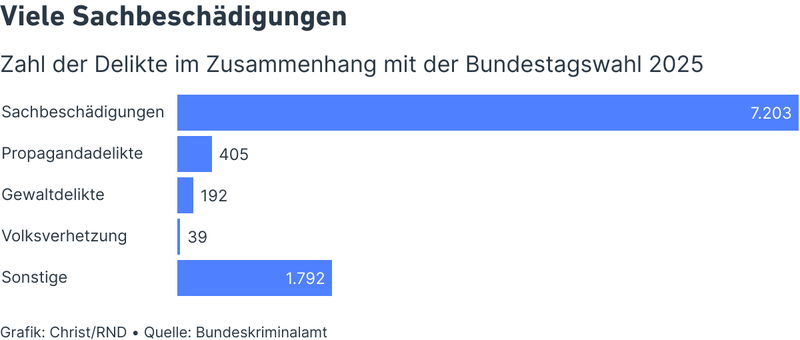 Viele Sachbeschädigungen
Zahl der Delikte im Zusammenhang mit der Bundestagswahl 2025
Sachbeschädigungen 7.203
Propagandadelikte 405
Gewaltdelikte 192
Volksverhetzung 39
Sonstige 1.792
Grafik: Christ/RND • Quelle: Bundeskriminalamt